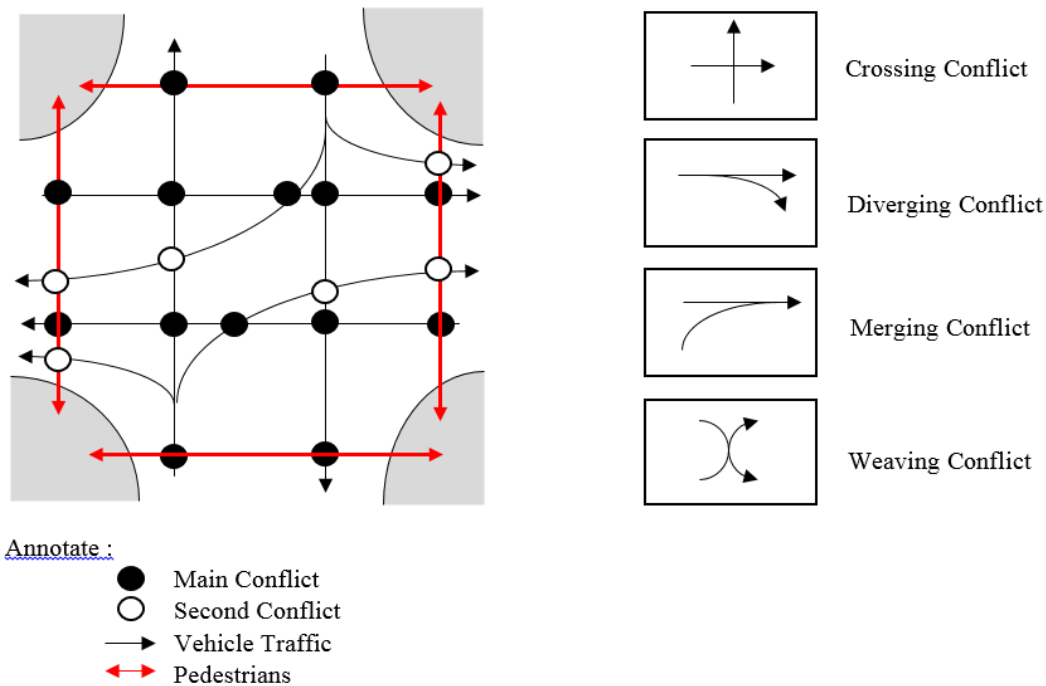 Crossing Conflict
Diverging Conflict
Merging Conflict
Weaving Conflict
Annotate :
Main Conflict
Second Conflict
Vehicle Traffic
Pedestrians